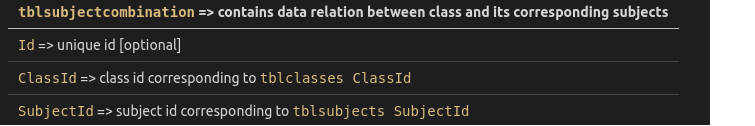 tblsubjectcombination => contains data relation between class and its corresponding subjects
Id => unique id [optional]
ClassId => class id corresponding to tblclasses ClassId
SubjectId => subject id corresponding to tblsubjects SubjectId